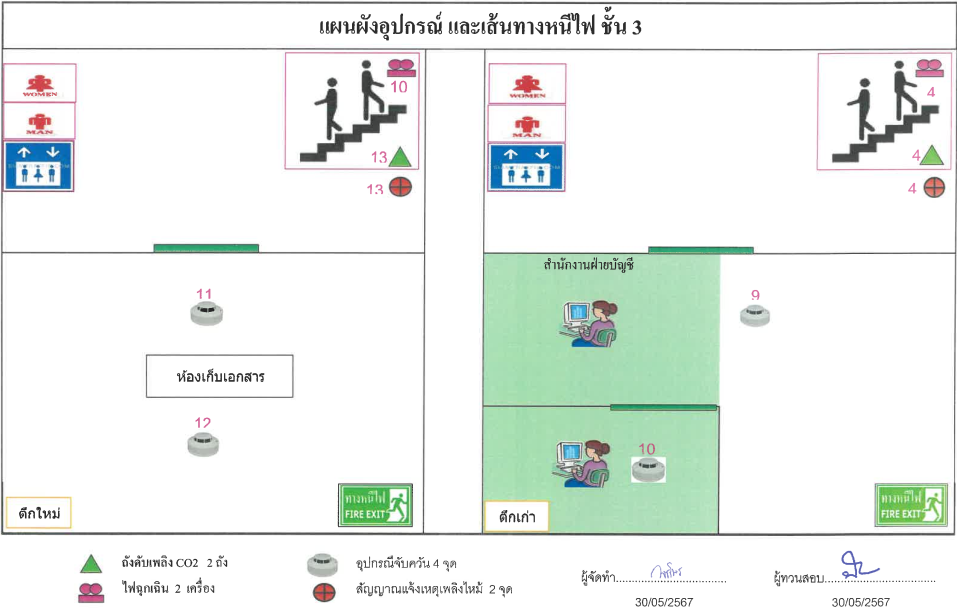 แผนผังอุปกรณ์ และเส้นทางหนีไฟ ชั้น 3
WOMEN
MAN
10
13
13
WOMEN
MAN
4
4
4
11
ห้องเก็บเอกสาร
12
ตึกใหม่
ทางหนีไฟ
FIRE EXIT
สำนักงานฝ่ายบัญชี
9
10
ตึกเก่า
ทางหนีไฟ
FIRE EXIT
ถังดับเพลิง CO2 2 ถัง
ไฟฉุกเฉิน 2 เครื่อง
อุปกรณ์จับควัน 4 จุด
สัญญาณแจ้งเหตุเพลิงไหม้ 2 จุด
ผู้จัดทำ
30/05/2567
ผู้ทวนสอบ
30/05/2567